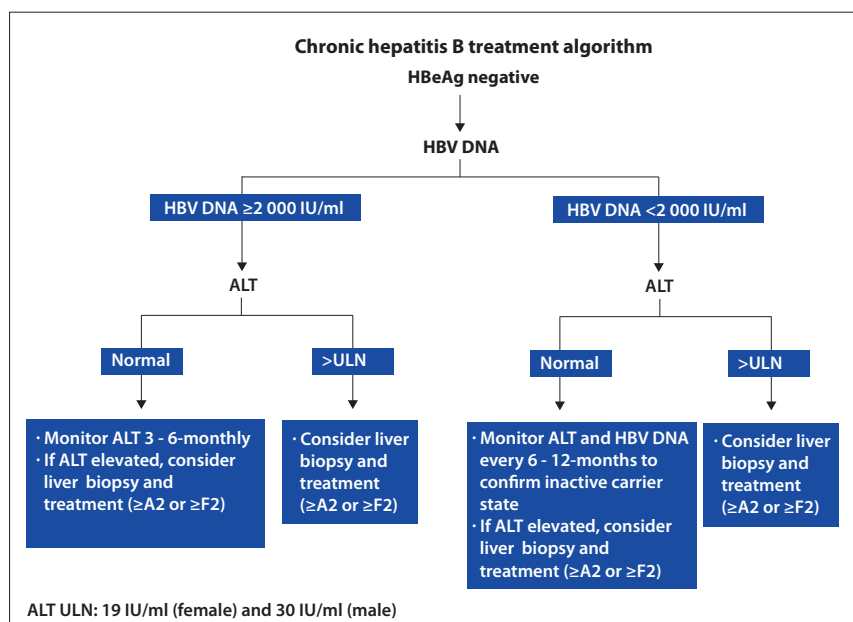 Chronic hepatitis B treatment algorithm
HBeAg negative
HBV DNA
HBV DNA ≥2 000 IU/ml
HBV DNA <2 000 IU/ml
ALT
ALT
Normal
>ULN
Normal
>ULN
· Monitor ALT 3 - 6-monthly
· If ALT elevated, consider
liver biopsy and
treatment (≥A2 or ≥F2)
· Consider liver
biopsy and
treatment
(≥A2 or ≥F2)
· Monitor ALT and HBV DNA
every 6 - 12-months to
confirm inactive carrier
state
· If ALT elevated, consider
liver biopsy and
treatment (≥A2 or ≥F2)
· Consider liver
biopsy and
treatment
(≥A2 or ≥F2)
ALT ULN: 19 IU/ml (female) and 30 IU/ml (male)